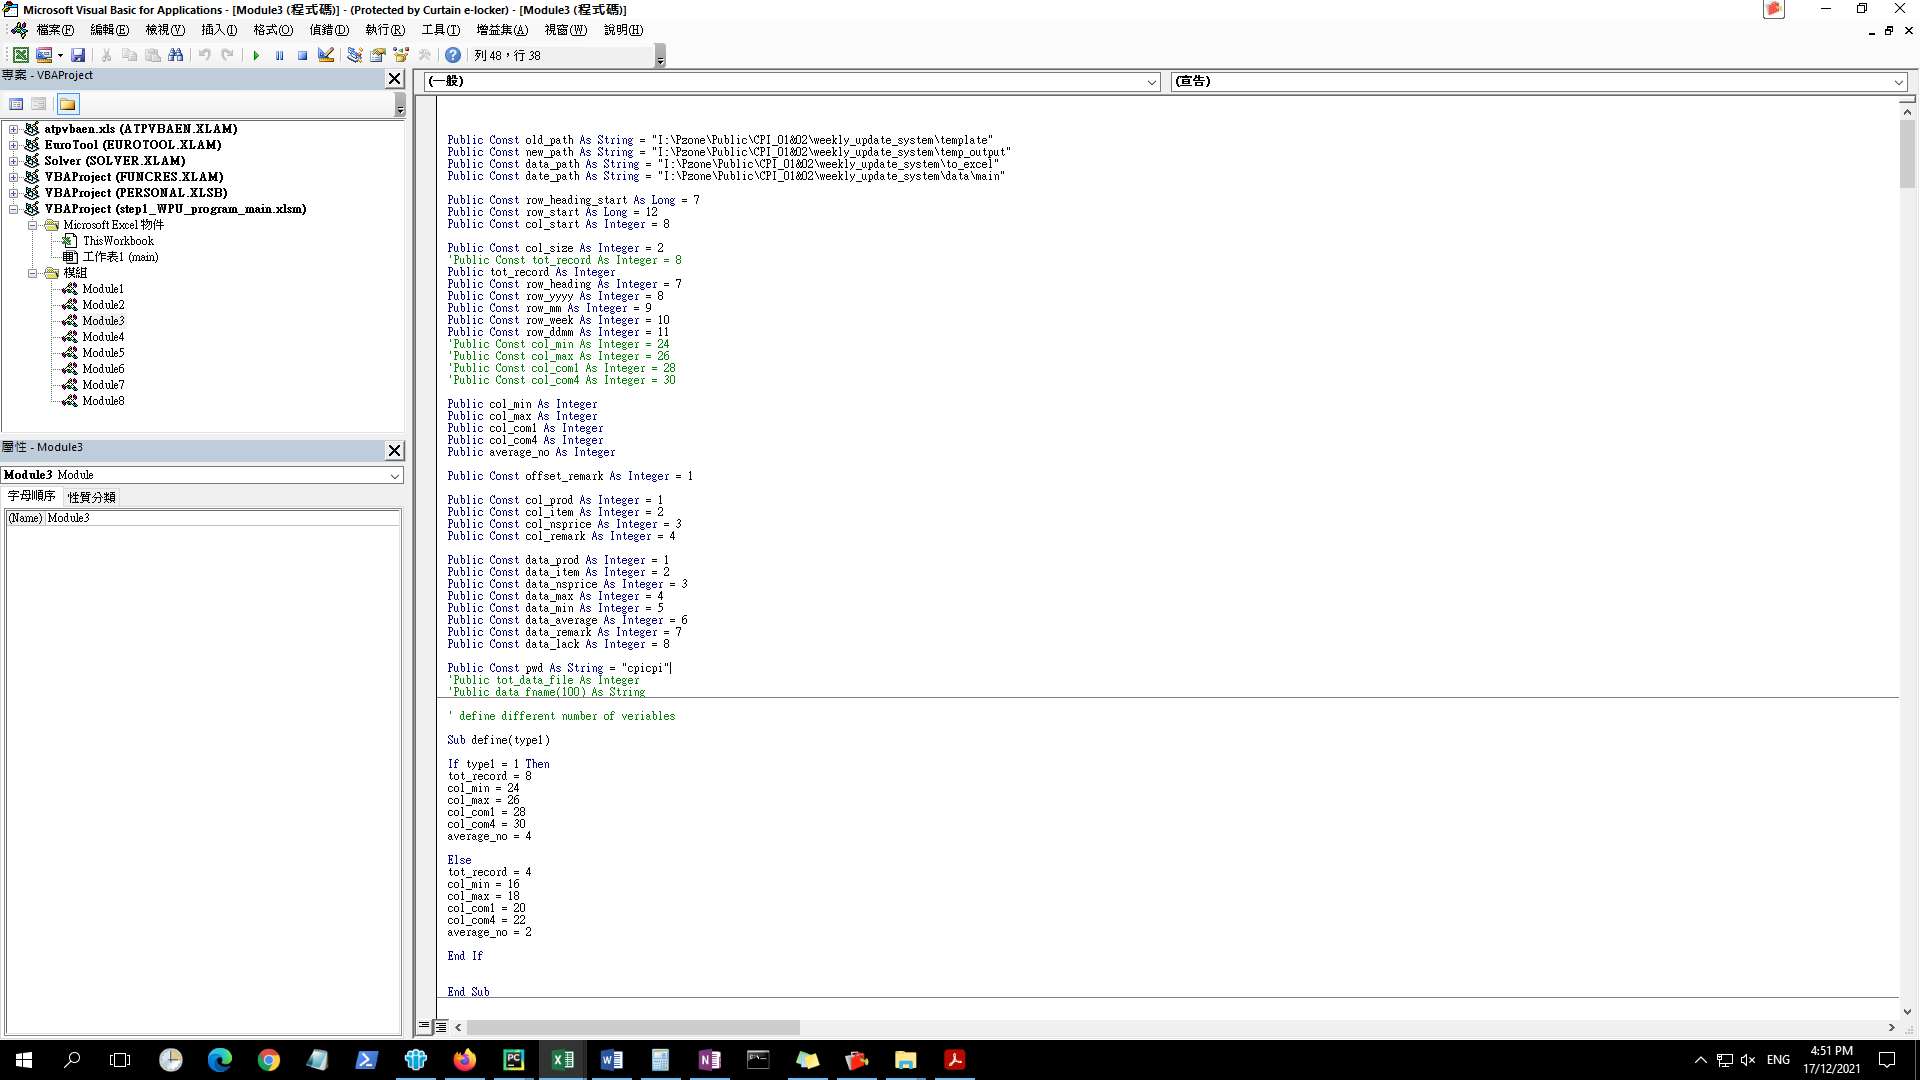 Microsoft Visual Basic for Applications - [Module3 (程式碼)] - (Protected by Curtain e-locker) - [Module3 (程式碼)]
檔案(F) 編輯(E) 檢視(V) 插入(I) 格式(O) 偵錯(D) 執行(R) 工具(T) 增益集(A) 視窗(W) 說明(H)
列 48，行 38
專案 - VBAProject
atpvbaen.xls (ATPVBAEN.XLAM)
EuroTool (EUROTOOL.XLAM)
Solver (SOLVER.XLAM)
VBAProject (FUNCRES.XLAM)
VBAProject (PERSONAL.XLSB)
VBAProject (step1_WPU_program_main.xlsm)
Microsoft Excel 物件
ThisWorkbook
工作表1 (main)
模組
Module1
Module2
Module3
Module4
Module5
Module6
Module7
Module8
屬性 - Module3
Module3 Module
字母順序 性質分類
(Name) Module3
(一般) (宣告)
Public Const old_path As String = "I:\Pzone\Public\CPI_01&02\weekly_update_system\template"
Public Const new_path As String = "I:\Pzone\Public\CPI_01&02\weekly_update_system\temp_output"
Public Const data_path As String = "I:\Pzone\Public\CPI_01&02\weekly_update_system\to_excel"
Public Const date_path As String = "I:\Pzone\Public\CPI_01&02\weekly_update_system\data\main"
Public Const row_heading_start As Long = 7
Public Const row_start As Long = 12
Public Const col_start As Integer = 8
Public Const col_size As Integer = 2
'Public Const tot_record As Integer = 8
Public tot_record As Integer
Public Const row_heading As Integer = 7
Public Const row_yyyy As Integer = 8
Public Const row_mm As Integer = 9
Public Const row_week As Integer = 10
Public Const row_ddmm As Integer = 11
'Public Const col_min As Integer = 24
'Public Const col_max As Integer = 26
'Public Const col_com1 As Integer = 28
'Public Const col_com4 As Integer = 30
Public col_min As Integer
Public col_max As Integer
Public col_com1 As Integer
Public col_com4 As Integer
Public average_no As Integer
Public Const offset_remark As Integer = 1
Public Const col_prod As Integer = 1
Public Const col_item As Integer = 2
Public Const col_nsprice As Integer = 3
Public Const col_remark As Integer = 4
Public Const data_prod As Integer = 1
Public Const data_item As Integer = 2
Public Const data_nsprice As Integer = 3
Public Const data_max As Integer = 4
Public Const data_min As Integer = 5
Public Const data_average As Integer = 6
Public Const data_remark As Integer = 7
Public Const data_lack As Integer = 8
Public Const pwd As String = "cpicpi"
'Public tot_data_file As Integer
'Public data_fname(100) As String
' define different number of veriables
Sub define(type1)
If type1 = 1 Then
tot_record = 8
col_min = 24
col_max = 26
col_com1 = 28
col_com4 = 30
average_no = 4
Else
tot_record = 4
col_min = 16
col_max = 18
col_com1 = 20
col_com4 = 22
average_no = 2
End If
End Sub
ENG
4:51 PM
17/12/2021